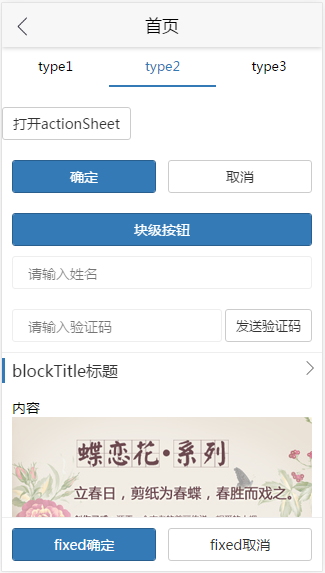 首页
type1 type2 type3
打开actionSheet
确定 取消
块级按钮
请输入姓名
请输入验证码 发送验证码
blockTitle标题
内容
蝶恋花•系列
立春日，剪纸为春蝶，春胜而戏之。
fixed确定 fixed取消